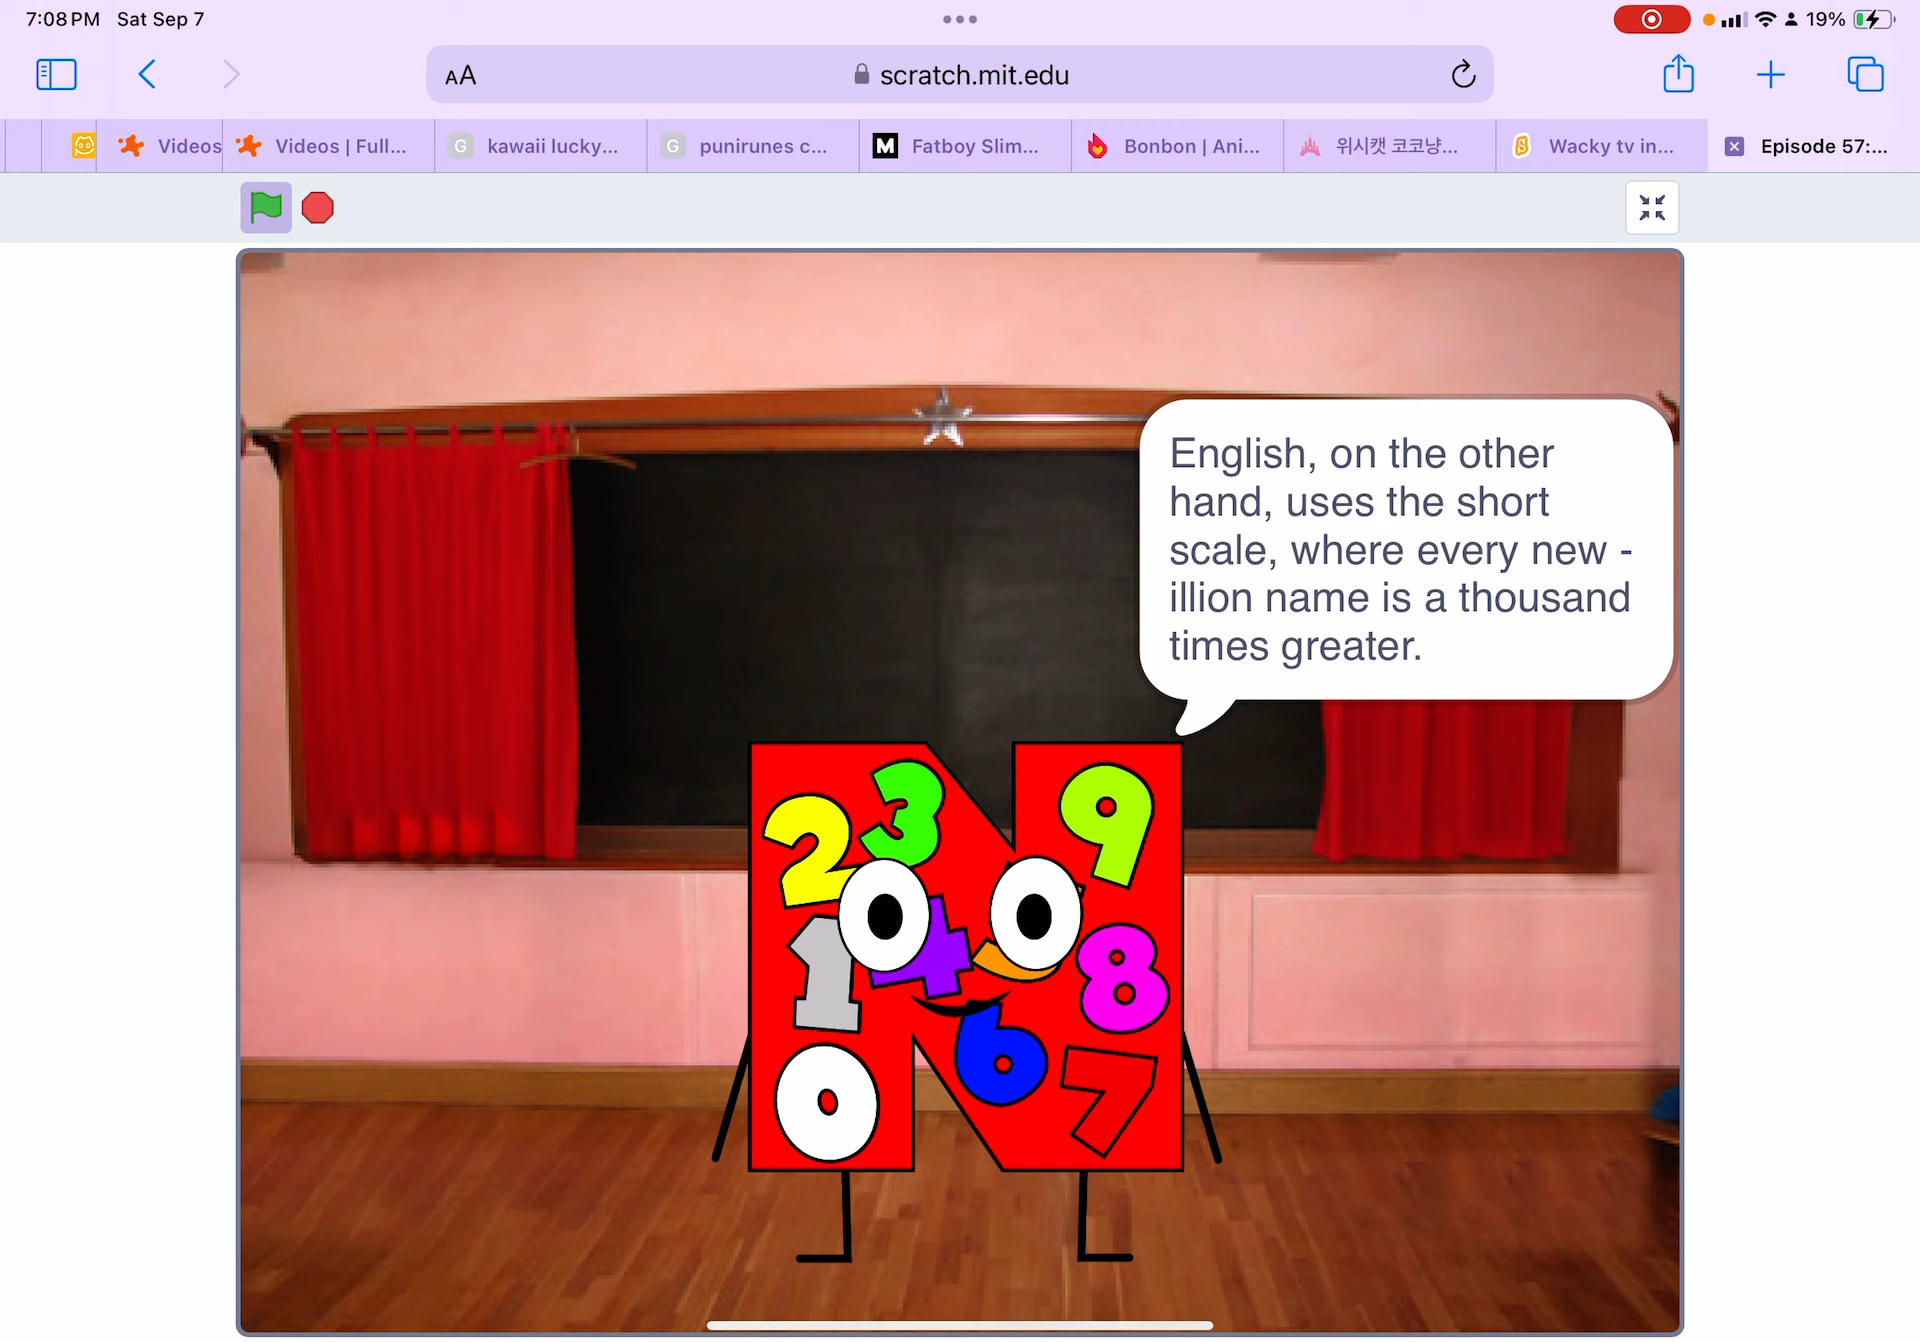 7:08 PM Sat Sep 7
19%
AA
scratch.mit.edu
Videos
Videos | Full...
G kawaii lucky...
G punirunes c...
M Fatboy Slim...
Bonbon | Ani...
위시캣 코코냥...
Wacky tv in...
Episode 57:...
English, on the other
hand, uses the short
scale, where every new -
illion name is a thousand
times greater.
3
9
2
4
1
8
6
7
0